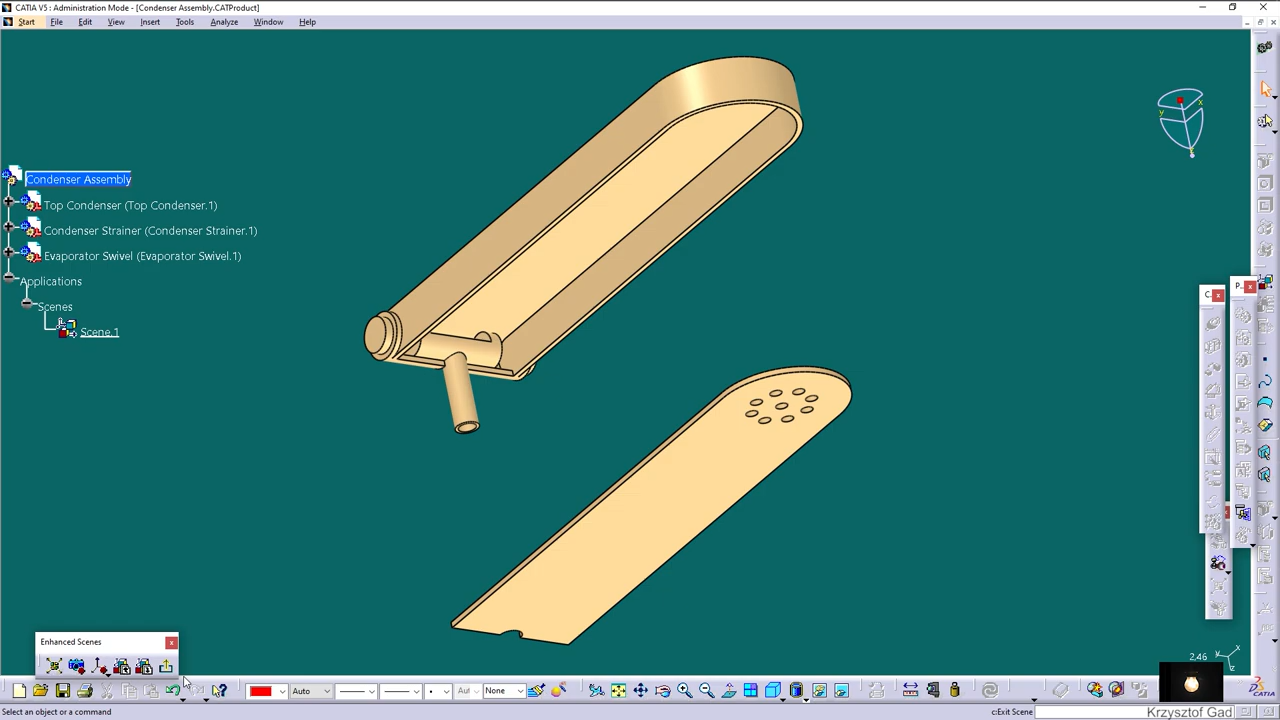 CATIA V5 : Administration Mode - [Condenser Assembly.CATProduct]
Start File Edit View Insert Tools Analyze Window Help
x
y
z
Condenser Assembly
Top Condenser (Top Condenser.1)
Condenser Strainer (Condenser Strainer.1)
Evaporator Swivel (Evaporator Swivel.1)
Applications
Scenes
Scene.1
C.. P...
Enhanced Scenes
2,46
x
y
z
Auto Aut None
CATIA
Select an object or a command
c:Exit Scene
Krzysztof Gad